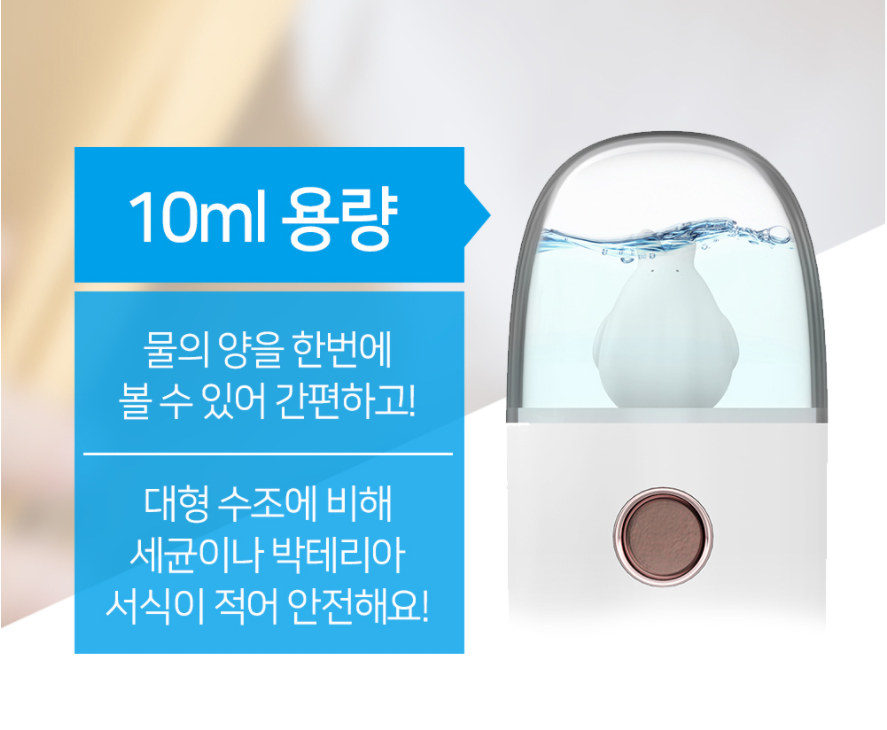 10ml 용량
물의 양을 한번에
볼 수 있어 간편하고!
대형 수조에 비해
세균이나 박테리아
서식이 적어 안전해요!